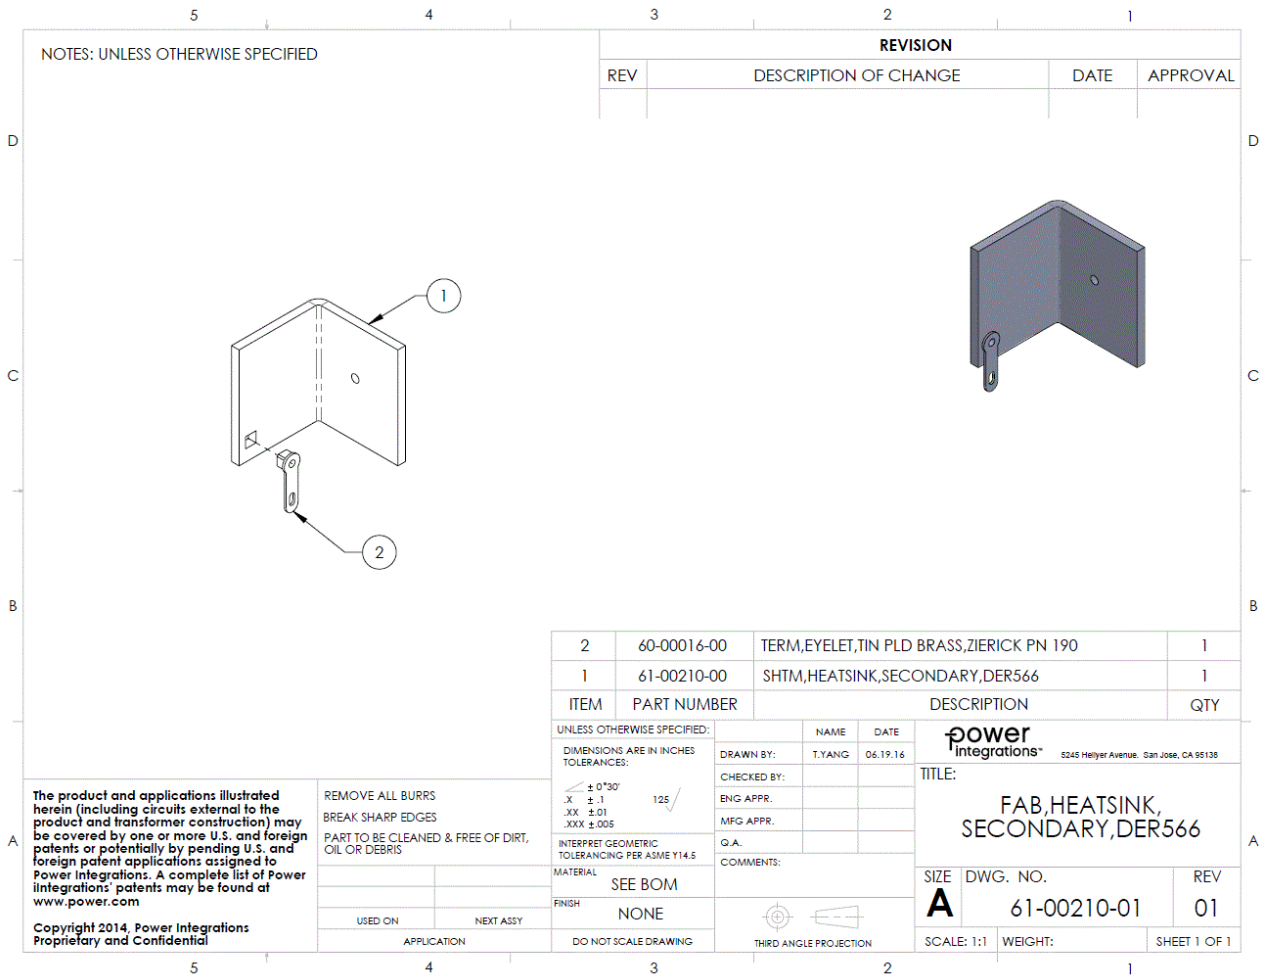 5 4 3 2 1
NOTES: UNLESS OTHERWISE SPECIFIED
REVISION
REV DESCRIPTION OF CHANGE DATE APPROVAL
D D
1
C C
2
B B
2 60-00016-00 TERM,EYELET,TIN PLD BRASS,ZIERICK PN 190 1
1 61-00210-00 SHTM,HEATSINK,SECONDARY,DER566 1
ITEM PART NUMBER DESCRIPTION QTY
The product and applications illustrated
herein (including circuits external to the
product and transformer construction) may
be covered by one or more U.S. and foreign
patents or potentially by pending U.S. and
foreign patent applications assigned to
Power Integrations. A complete list of Power
iIntegrations' patents may be found at
www.power.com
Copyright 2014, Power Integrations
Proprietary and Confidential
REMOVE ALL BURRS
BREAK SHARP EDGES
PART TO BE CLEANED & FREE OF DIRT,
OIL OR DEBRIS
USED ON NEXT ASSY
APPLICATION
UNLESS OTHERWISE SPECIFIED:
DIMENSIONS ARE IN INCHES
TOLERANCES:
± 0°30'
.X ± .1
.XX ±.01
.XXX ±.005
125
INTERPRET GEOMETRIC
TOLERANCING PER ASME Y14.5
MATERIAL
SEE BOM
FINISH
NONE
DO NOT SCALE DRAWING
NAME DATE
DRAWN BY: T.YANG 06.19.16
CHECKED BY:
ENG APPR.
MFG APPR.
Q.A.
COMMENTS:
THIRD ANGLE PROJECTION
power
integrations™
5245 Hellyer Avenue. San Jose, CA 95138
TITLE:
FAB,HEATSINK,
SECONDARY,DER566
SIZE DWG. NO. REV
A 61-00210-01 01
SCALE: 1:1 WEIGHT: SHEET 1 OF 1
A A
5 4 3 2 1